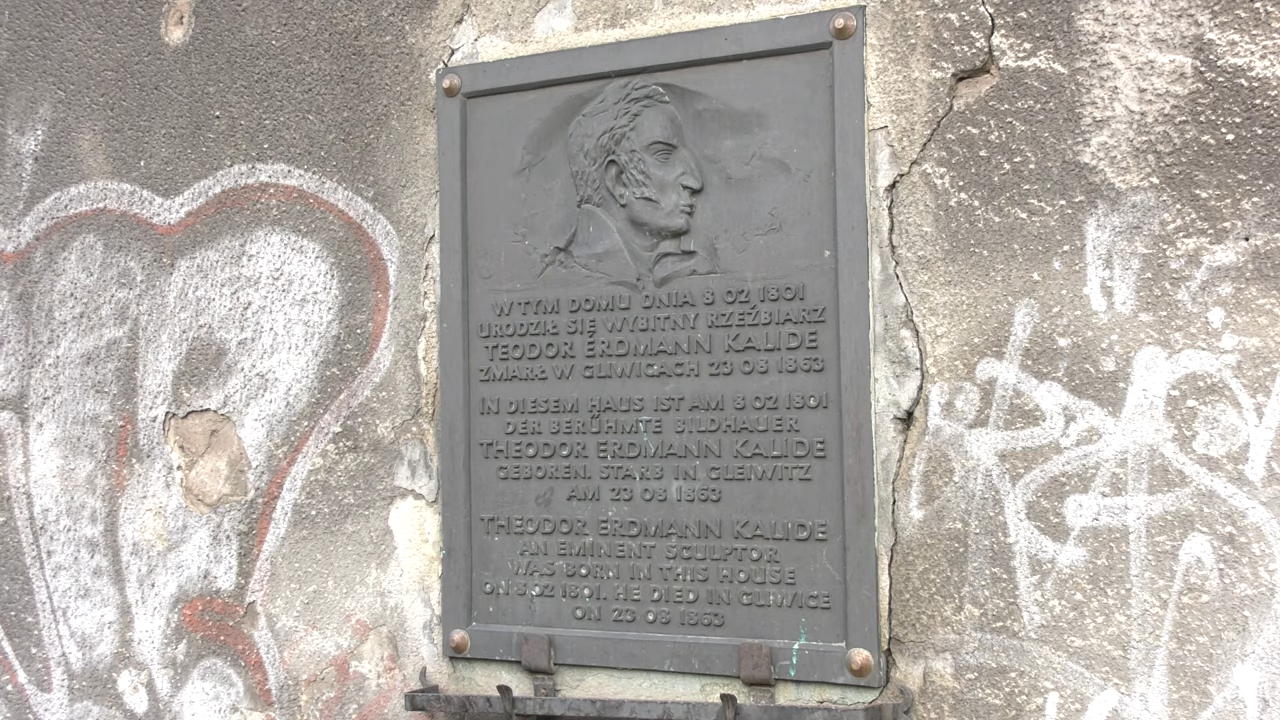 W TYM DOMU DNIA 8 02 1801
URODZIŁ SIĘ WYBITNY RZEŹBIARZ
TEODOR ERDMANN KALIDE
ZMARŁ W GLIWICACH 23 08 1863
IN DIESEM HAUS IST AM 8 02 1801
DER BERÜHMTE BILDHAUER
THEODOR ERDMANN KALIDE
GEBOREN. STARB IN GLEIWITZ
AM 23 08 1863
THEODOR ERDMANN KALIDE
AN EMINENT SCULPTOR
WAS BORN IN THIS HOUSE
ON 8 02 1801. HE DIED IN GLIWICE
ON 23 08 1863